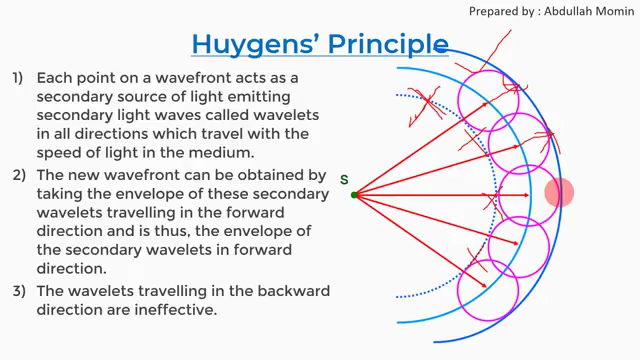 Prepared by : Abdullah Momin
Huygens' Principle
1) Each point on a wavefront acts as a
secondary source of light emitting
secondary light waves called wavelets
in all directions which travel with the
speed of light in the medium.
2) The new wavefront can be obtained by
taking the envelope of these secondary
wavelets travelling in the forward
direction and is thus, the envelope of
the secondary wavelets in forward
direction.
3) The wavelets travelling in the backward
direction are ineffective.
S